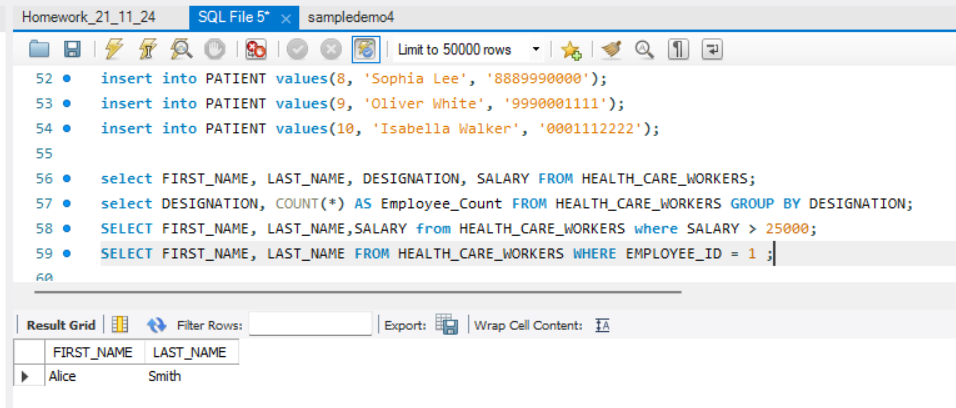 Homework_21_11_24 SQL File 5* × sampledemo4
Limit to 50000 rows
52 insert into PATIENT values(8, 'Sophia Lee', '8889990000');
53 insert into PATIENT values(9, 'Oliver White', '9990001111');
54 insert into PATIENT values(10, 'Isabella Walker', '0001112222');
55
56 select FIRST_NAME, LAST_NAME, DESIGNATION, SALARY FROM HEALTH_CARE_WORKERS;
57 select DESIGNATION, COUNT(*) AS Employee_Count FROM HEALTH_CARE_WORKERS GROUP BY DESIGNATION;
58 SELECT FIRST_NAME, LAST_NAME,SALARY from HEALTH_CARE_WORKERS where SALARY > 25000;
59 SELECT FIRST_NAME, LAST_NAME FROM HEALTH_CARE_WORKERS WHERE EMPLOYEE_ID = 1 ;
60
Result Grid Filter Rows: Export: Wrap Cell Content:
FIRST_NAME LAST_NAME
Alice Smith